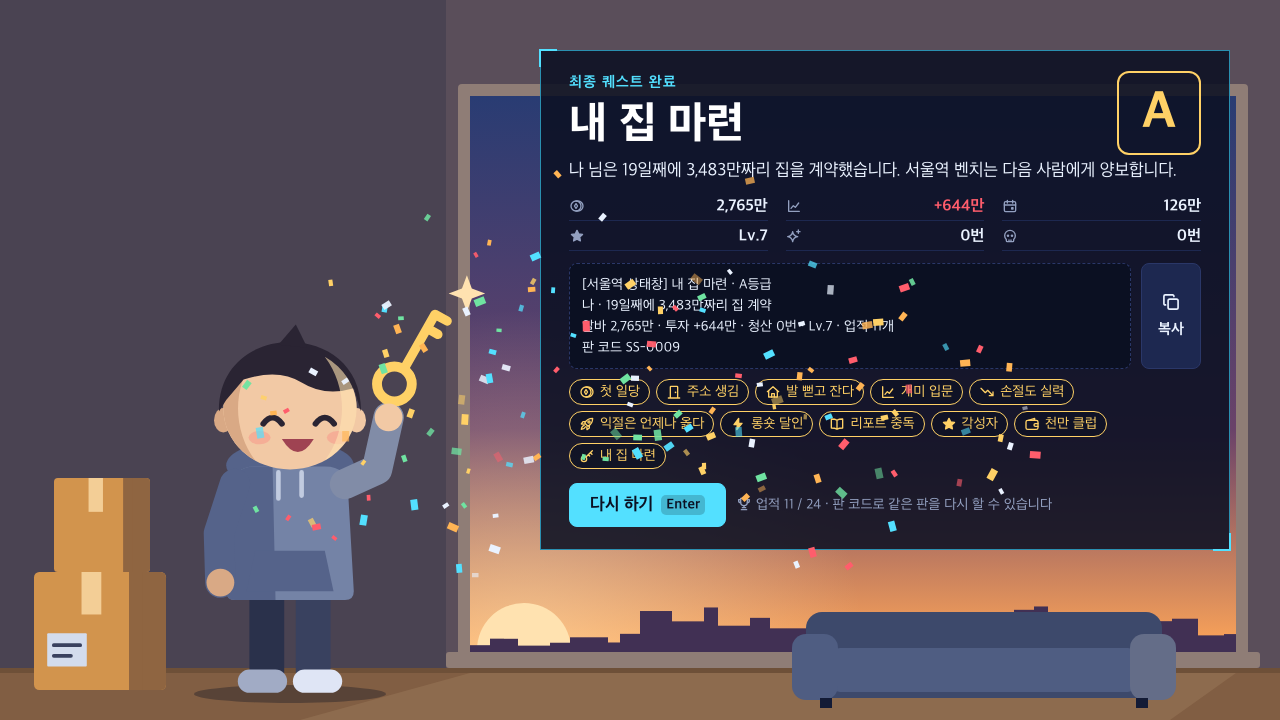 최종 퀘스트 완료
내 집 마련
A
나 님은 19일째에 3,483만짜리 집을 계약했습니다. 서울역 벤치는 다음 사람에게 양보합니다.
2,765만
+644만
126만
Lv.7
0번
0번
[서울역 상태창] 내 집 마련 · A등급
나 · 19일째에 3,483만짜리 집 계약
알바 2,765만 · 투자 +644만 · 청산 0번 · Lv.7 · 업적 11개
판 코드 SS-0009
복사
첫 일당
주소 생김
발 뻗고 잔다
개미 입문
손절도 실력
익절은 언제나 옳다
롱숏 달인
리포트 중독
각성자
천만 클럽
내 집 마련
다시 하기 Enter
업적 11 / 24 · 판 코드로 같은 판을 다시 할 수 있습니다